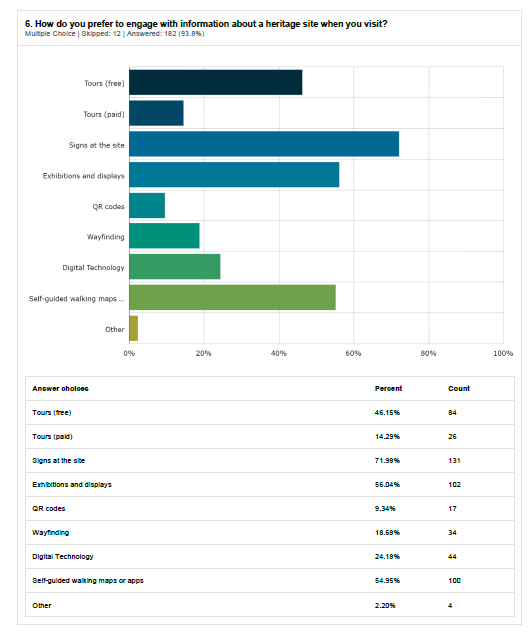 6. How do you prefer to engage with information about a heritage site when you visit?
Multiple Choice | Skipped: 12 | Answered: 182 (93.8%)
Tours (free)
Tours (paid)
Signs at the site
Exhibitions and displays
QR codes
Wayfinding
Digital Technology
Self-guided walking maps ...
Other
0% 20% 40% 60% 80% 100%
Answer choices Percent Count
Tours (free) 46.15% 84
Tours (paid) 14.29% 26
Signs at the site 71.98% 131
Exhibitions and displays 56.04% 102
QR codes 9.34% 17
Wayfinding 18.68% 34
Digital Technology 24.18% 44
Self-guided walking maps or apps 54.95% 100
Other 2.20% 4